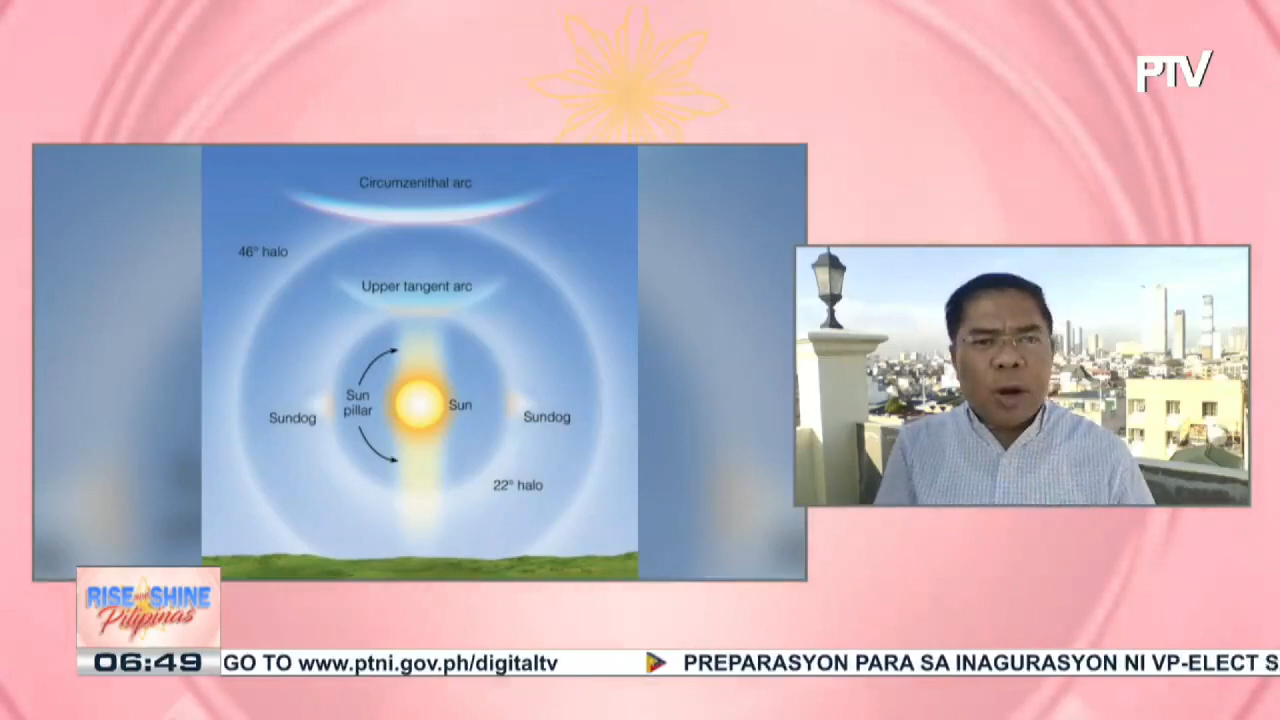 PTV
Circumzenithal arc
46° halo
Upper tangent arc
Sun
pillar
Sun
Sundog
Sundog
22° halo
RISE and SHINE
Pilipinas
06:49
GO TO www.ptni.gov.ph/digitaltv
PREPARASYON PARA SA INAGURASYON NI VP-ELECT S